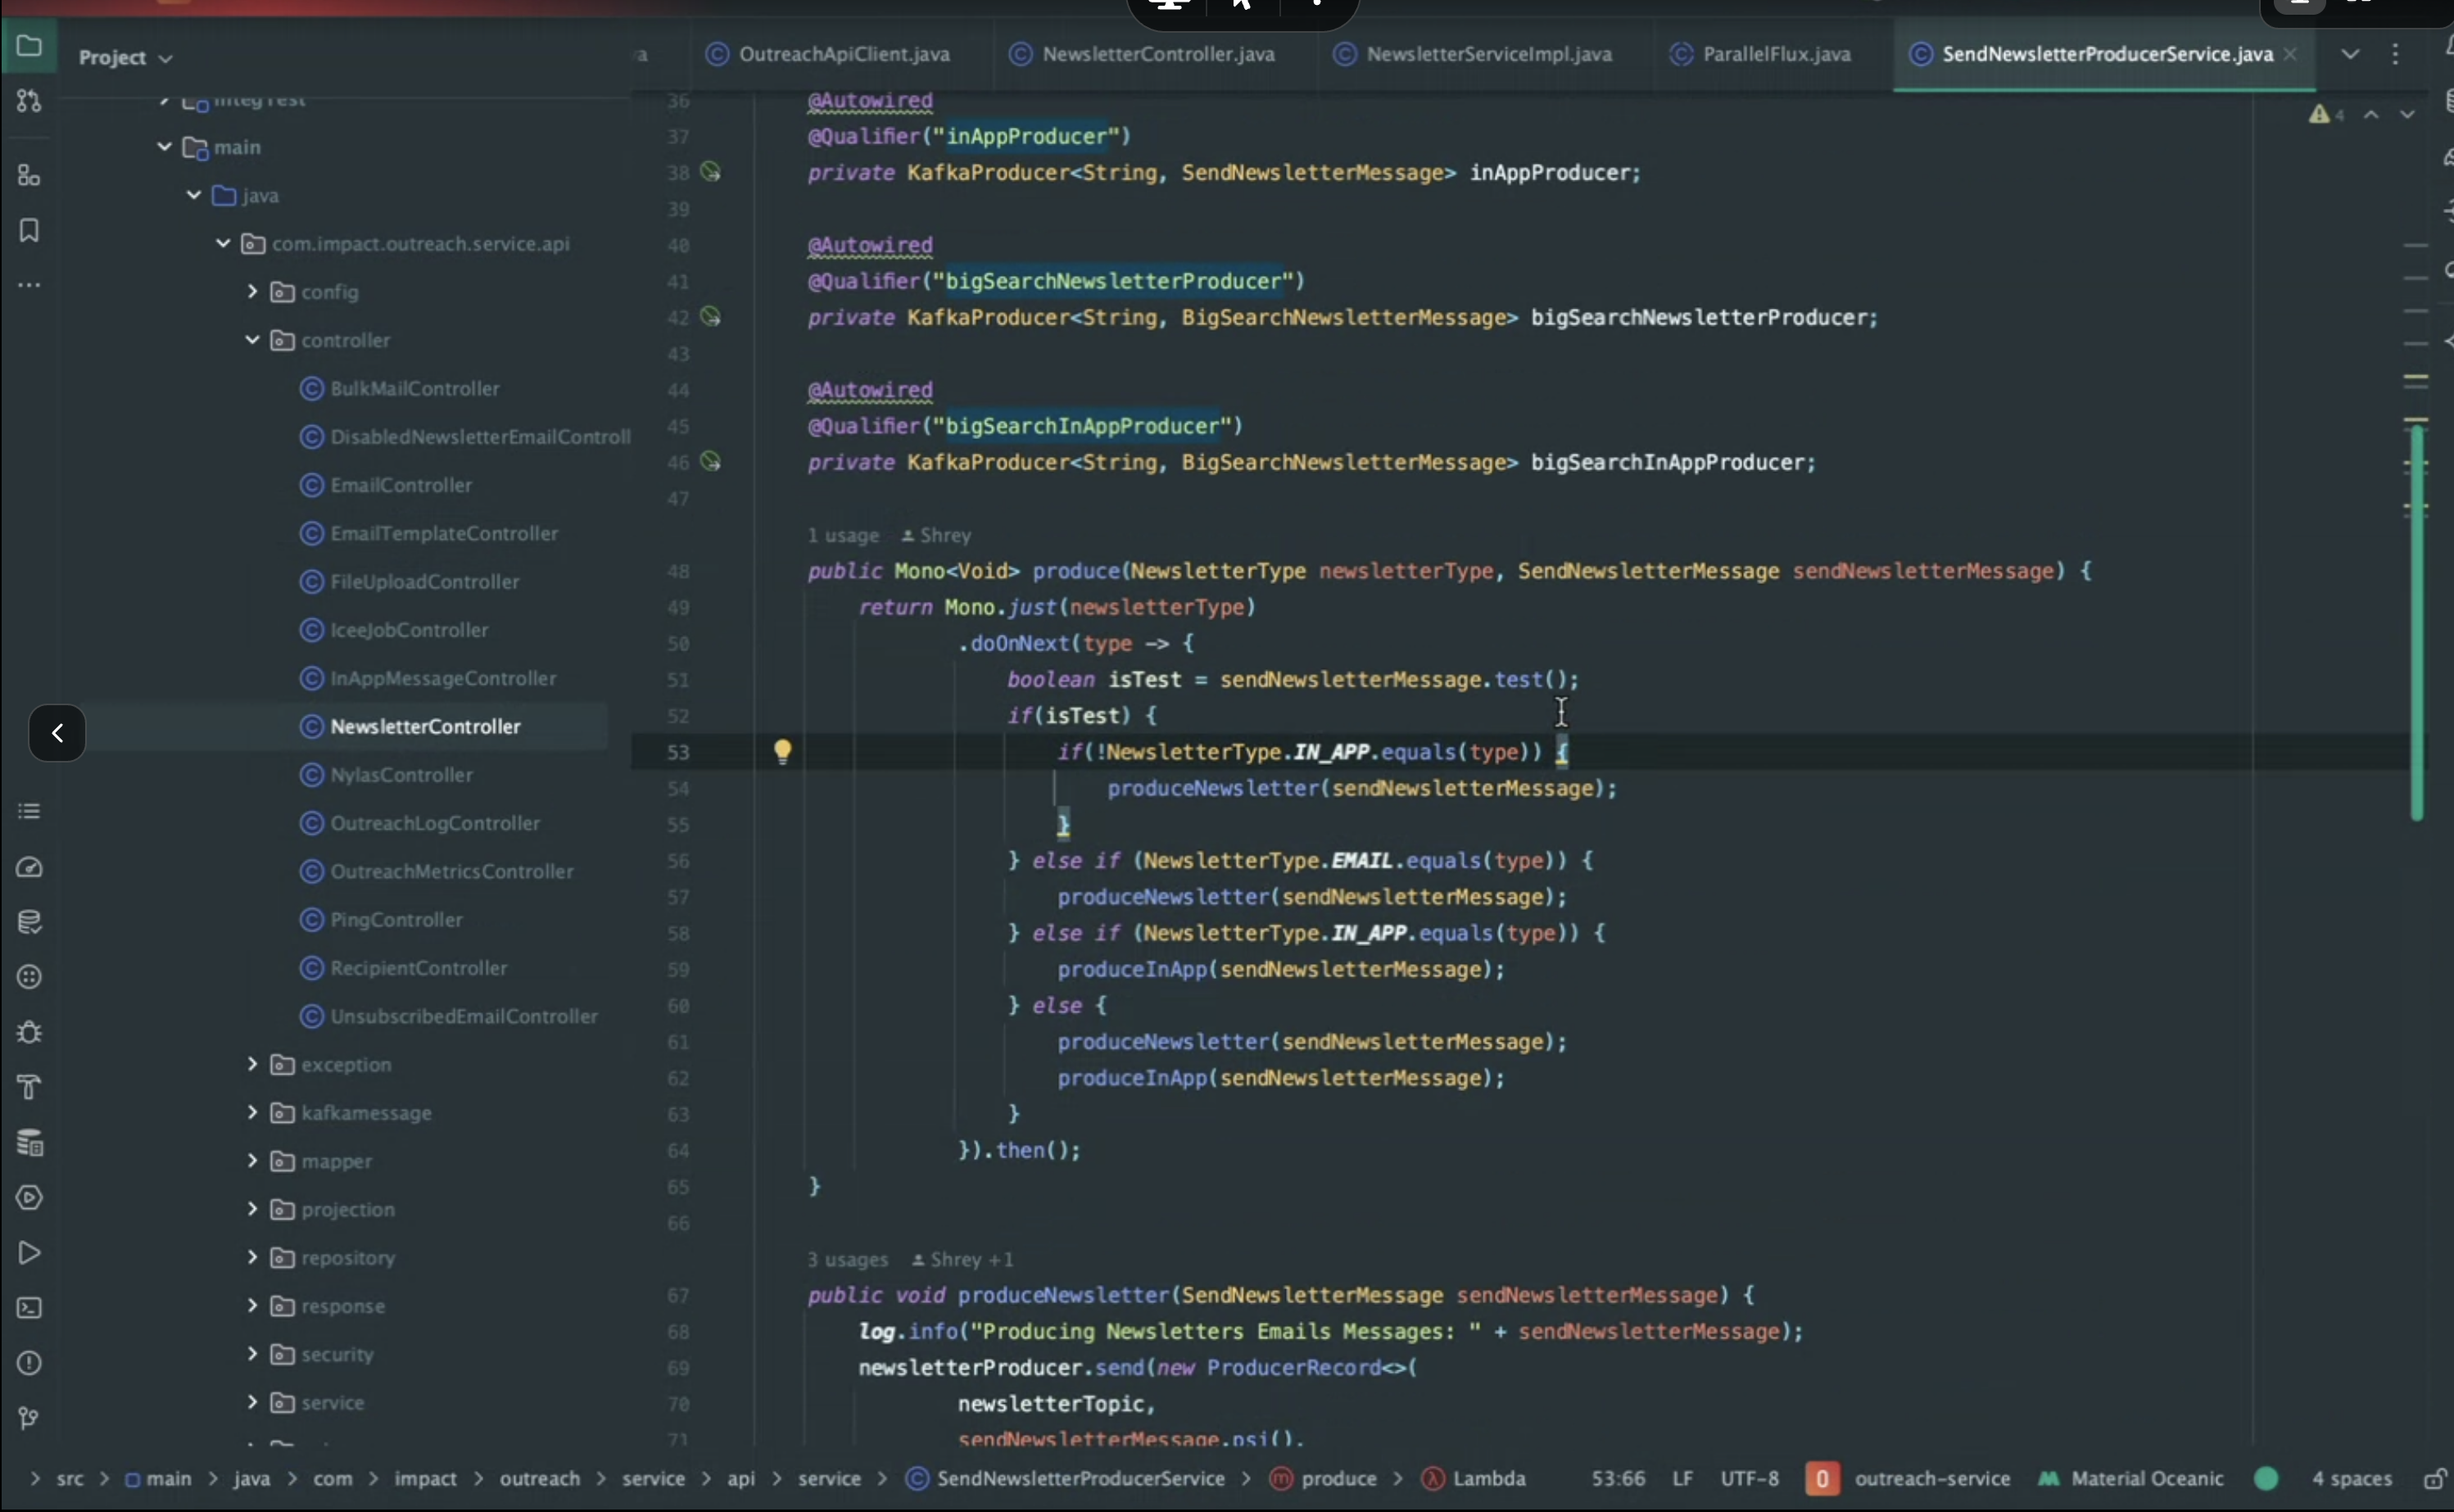 Project
OutreachApiClient.java
NewsletterController.java
NewsletterServiceImpl.java
ParallelFlux.java
SendNewsletterProducerService.java
integTest
main
java
com.impact.outreach.service.api
config
controller
BulkMailController
DisabledNewsletterEmailControll
EmailController
EmailTemplateController
FileUploadController
IceeJobController
InAppMessageController
NewsletterController
NylasController
OutreachLogController
OutreachMetricsController
PingController
RecipientController
UnsubscribedEmailController
exception
kafkamessage
mapper
projection
repository
response
security
service
4
36 @Autowired
37 @Qualifier("inAppProducer")
38 private KafkaProducer<String, SendNewsletterMessage> inAppProducer;
39
40 @Autowired
41 @Qualifier("bigSearchNewsletterProducer")
42 private KafkaProducer<String, BigSearchNewsletterMessage> bigSearchNewsletterProducer;
43
44 @Autowired
45 @Qualifier("bigSearchInAppProducer")
46 private KafkaProducer<String, BigSearchNewsletterMessage> bigSearchInAppProducer;
47
1 usage Shrey
48 public Mono<Void> produce(NewsletterType newsletterType, SendNewsletterMessage sendNewsletterMessage) {
49 return Mono.just(newsletterType)
50 .doOnNext(type -> {
51 boolean isTest = sendNewsletterMessage.test();
52 if(isTest) {
53 if(!NewsletterType.IN_APP.equals(type)) {
54 produceNewsletter(sendNewsletterMessage);
55 }
56 } else if (NewsletterType.EMAIL.equals(type)) {
57 produceNewsletter(sendNewsletterMessage);
58 } else if (NewsletterType.IN_APP.equals(type)) {
59 produceInApp(sendNewsletterMessage);
60 } else {
61 produceNewsletter(sendNewsletterMessage);
62 produceInApp(sendNewsletterMessage);
63 }
64 }).then();
65 }
66
3 usages Shrey +1
67 public void produceNewsletter(SendNewsletterMessage sendNewsletterMessage) {
68 log.info("Producing Newsletters Emails Messages: " + sendNewsletterMessage);
69 newsletterProducer.send(new ProducerRecord<>(
70 newsletterTopic,
71 sendNewsletterMessage.psi(),
src > main > java > com > impact > outreach > service > api > service > SendNewsletterProducerService > produce > Lambda 53:66 LF UTF-8 O outreach-service Material Oceanic 4 spaces